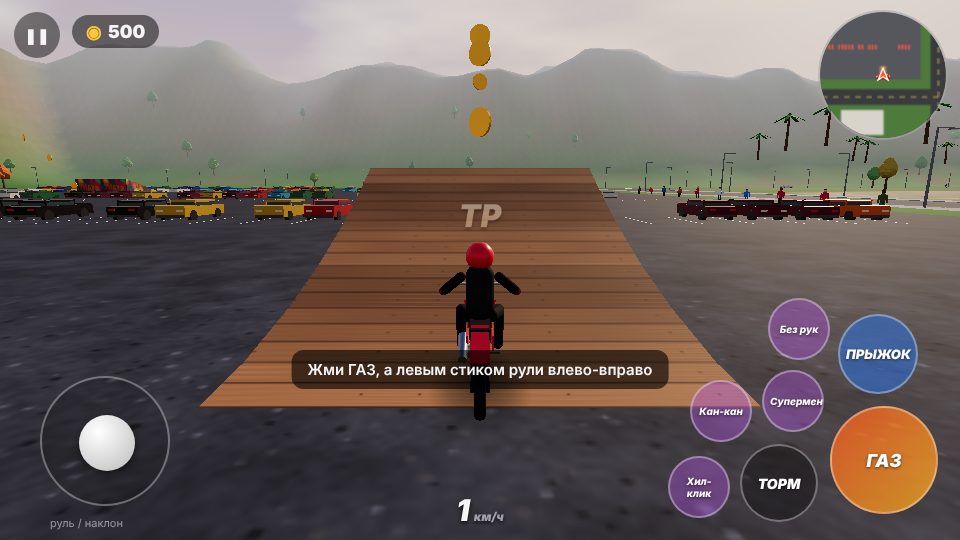 500
TP
Без рук
ПРЫЖОК
Жми ГАЗ, а левым стиком рули влево-вправо
Кан-кан
Супермен
ГАЗ
Хил-
клик
ТОРМ
1 км/ч
руль / наклон